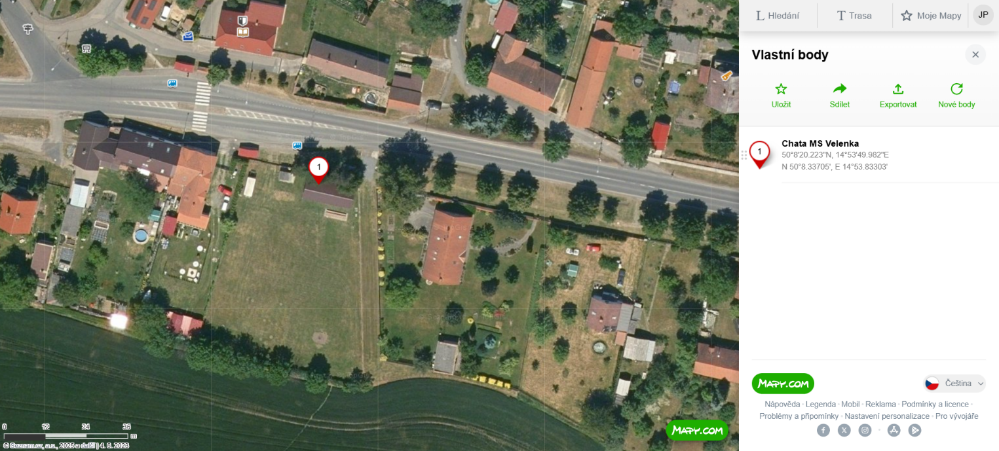 L Hledání
T Trasa
Moje Mapy
JP
Vlastní body
Uložit
Sdílet
Exportovat
Nové body
1
Chata MS Velenka
50°8'20.223"N, 14°53'49.982"E
N 50°8.33705', E 14°53.83303'
1
Mapy.com
Čeština
Nápověda · Legenda · Mobil · Reklama · Podmínky a licence ·
Problémy a připomínky · Nastavení personalizace · Pro vývojáře
Mapy.com
0 12 24 36 m
© Seznam.cz, a.s., 2025 a další | 4. 6. 2023